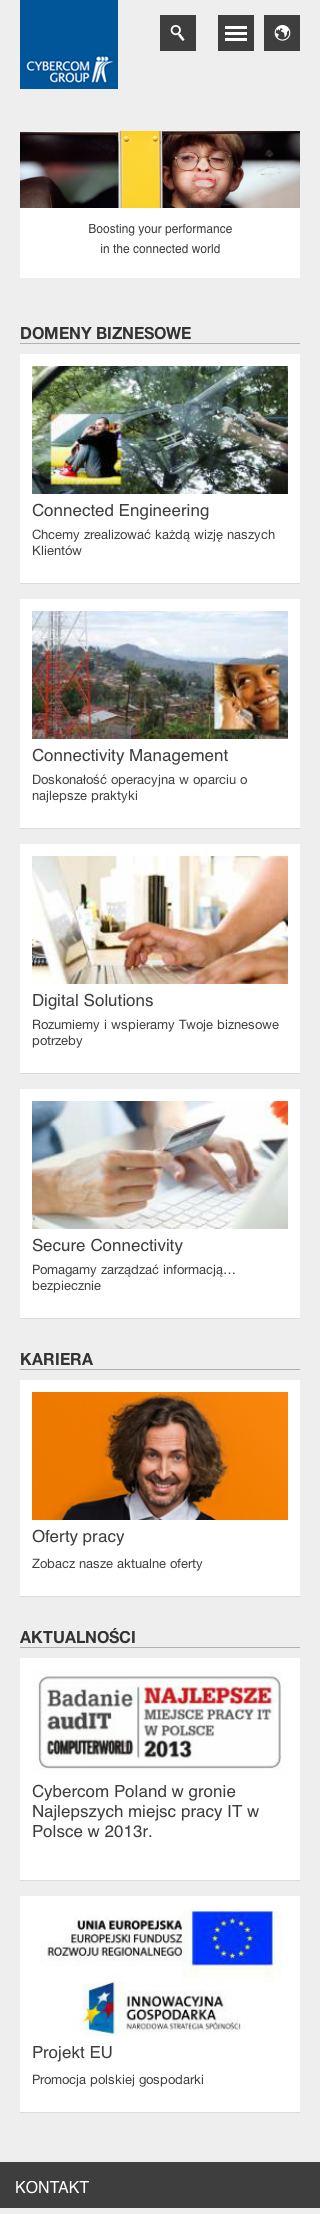 CYBERCOM
GROUP
Boosting your performance
in the connected world
DOMENY BIZNESOWE
Connected Engineering
Chcemy zrealizować każdą wizję naszych
Klientów
Connectivity Management
Doskonałość operacyjna w oparciu o
najlepsze praktyki
Digital Solutions
Rozumiemy i wspieramy Twoje biznesowe
potrzeby
Secure Connectivity
Pomagamy zarządzać informacją…
bezpiecznie
KARIERA
Oferty pracy
Zobacz nasze aktualne oferty
AKTUALNOŚCI
Badanie
audIT
COMPUTERWORLD
NAJLEPSZE
MIEJSCE PRACY IT
W POLSCE
2013
Cybercom Poland w gronie
Najlepszych miejsc pracy IT w
Polsce w 2013r.
UNIA EUROPEJSKA
EUROPEJSKI FUNDUSZ
ROZWOJU REGIONALNEGO
INNOWACYJNA
GOSPODARKA
NARODOWA STRATEGIA SPÓJNOŚCI
Projekt EU
Promocja polskiej gospodarki
KONTAKT